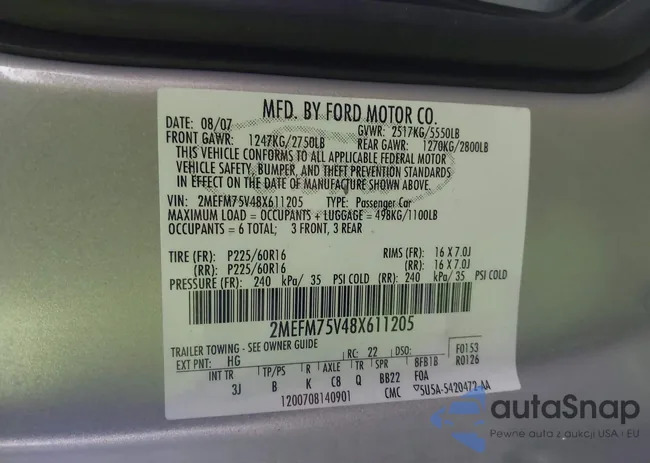 MFD. BY FORD MOTOR CO.
DATE: 08/07 GVWR: 2517KG/5550LB
FRONT GAWR: 1247KG/2750LB REAR GAWR: 1270KG/2800LB
THIS VEHICLE CONFORMS TO ALL APPLICABLE FEDERAL MOTOR
VEHICLE SAFETY, BUMPER, AND THEFT PREVENTION STANDARDS
IN EFFECT ON THE DATE OF MANUFACTURE SHOWN ABOVE.
VIN: 2MEFM75V48X611205 TYPE: Passenger Car
MAXIMUM LOAD = OCCUPANTS + LUGGAGE = 498KG/1100LB
OCCUPANTS = 6 TOTAL; 3 FRONT, 3 REAR
TIRE (FR): P225/60R16 RIMS (FR): 16 X 7.0J
(RR): P225/60R16 (RR): 16 X 7.0J
PRESSURE (FR): 240 kPa/ 35 PSI COLD (RR): 240 kPa/ 35 PSI COLD
2MEFM75V48X611205
TRAILER TOWING - SEE OWNER GUIDE
EXT PNT: HG RC: 22 DSO: F0153
INT TR TP/PS R AXLE TR SPR 8FB1B R0126
3J B K C8 Q BB22 F0A
1200708140901 CMC 5U5A-5420472-AA
autaSnap
Pewne auta z aukcji USA i EU